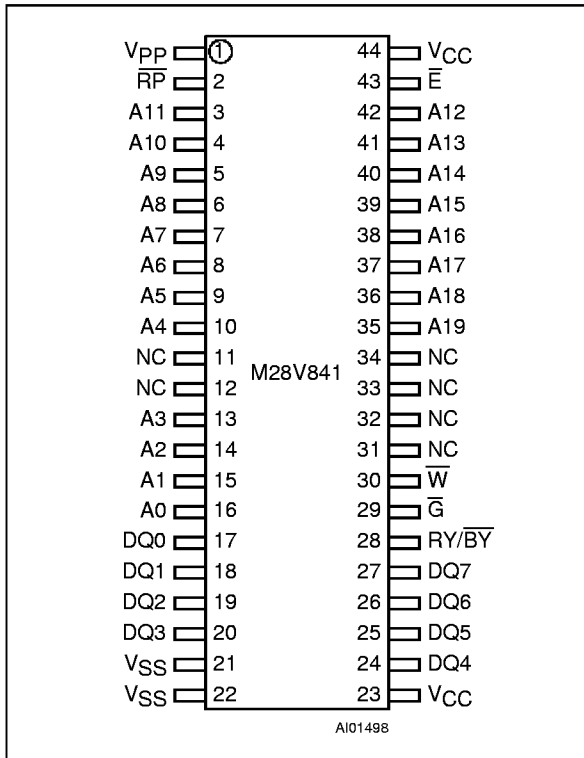 VPP 1 44 VCC
R̅P̅ 2 43 E̅
A11 3 42 A12
A10 4 41 A13
A9 5 40 A14
A8 6 39 A15
A7 7 38 A16
A6 8 37 A17
A5 9 36 A18
A4 10 35 A19
NC 11 34 NC
M28V841
NC 12 33 NC
A3 13 32 NC
A2 14 31 NC
A1 15 30 W̅
A0 16 29 G̅
DQ0 17 28 RY/B̅Y̅
DQ1 18 27 DQ7
DQ2 19 26 DQ6
DQ3 20 25 DQ5
VSS 21 24 DQ4
VSS 22 23 VCC
AI01498